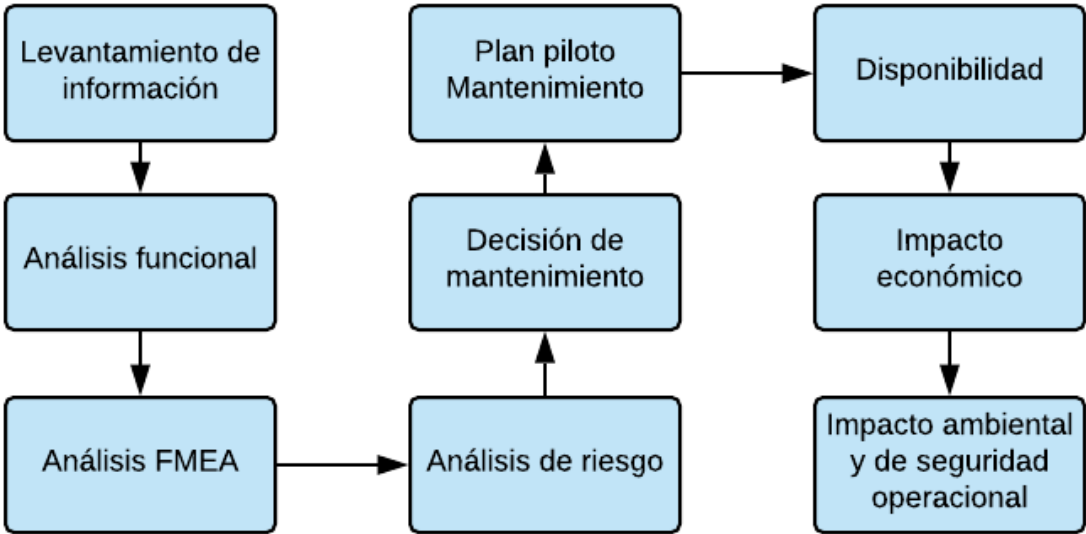 Levantamiento de
información
Análisis funcional
Análisis FMEA
Análisis de riesgo
Decisión de
mantenimiento
Plan piloto
Mantenimiento
Disponibilidad
Impacto
económico
Impacto ambiental
y de seguridad
operacional